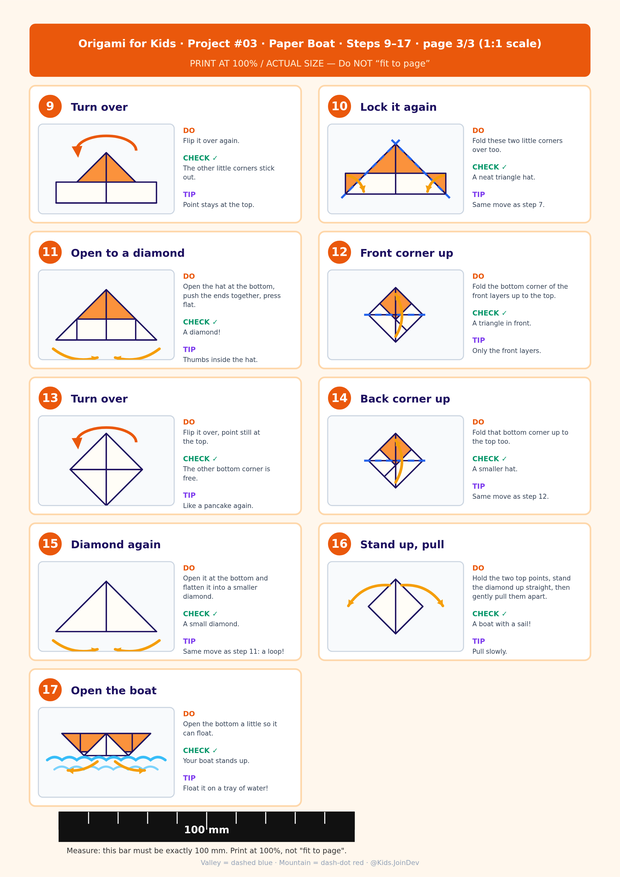 Origami for Kids · Project #03 · Paper Boat · Steps 9–17 · page 3/3 (1:1 scale)
PRINT AT 100% / ACTUAL SIZE — Do NOT “fit to page”
9 Turn over
DO
Flip it over again.
CHECK ✓
The other little corners stick
out.
TIP
Point stays at the top.
10 Lock it again
DO
Fold these two little corners
over too.
CHECK ✓
A neat triangle hat.
TIP
Same move as step 7.
11 Open to a diamond
DO
Open the hat at the bottom,
push the ends together, press
flat.
CHECK ✓
A diamond!
TIP
Thumbs inside the hat.
12 Front corner up
DO
Fold the bottom corner of the
front layers up to the top.
CHECK ✓
A triangle in front.
TIP
Only the front layers.
13 Turn over
DO
Flip it over, point still at
the top.
CHECK ✓
The other bottom corner is
free.
TIP
Like a pancake again.
14 Back corner up
DO
Fold that bottom corner up to
the top too.
CHECK ✓
A smaller hat.
TIP
Same move as step 12.
15 Diamond again
DO
Open it at the bottom and
flatten it into a smaller
diamond.
CHECK ✓
A small diamond.
TIP
Same move as step 11: a loop!
16 Stand up, pull
DO
Hold the two top points, stand
the diamond up straight, then
gently pull them apart.
CHECK ✓
A boat with a sail!
TIP
Pull slowly.
17 Open the boat
DO
Open the bottom a little so it
can float.
CHECK ✓
Your boat stands up.
TIP
Float it on a tray of water!
100 mm
Measure: this bar must be exactly 100 mm. Print at 100%, not "fit to page".
Valley = dashed blue · Mountain = dash-dot red · @Kids.JoinDev